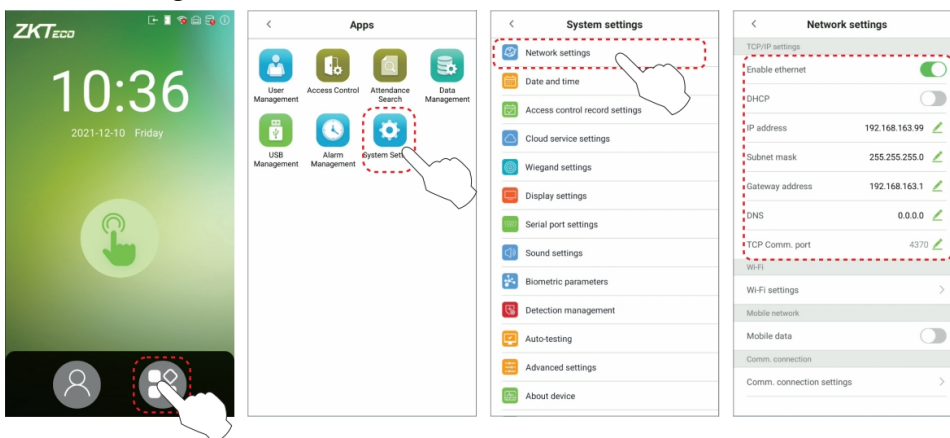 ZKTeco
10:36
2021-12-10 Friday
Apps
User
Management
Access Control
Attendance
Search
Data
Management
USB
Management
Alarm
Management
System
System settings
Network settings
Date and time
Access control record settings
Cloud service settings
Wiegand settings
Display settings
Serial port settings
Sound settings
Biometric parameters
Detection management
Auto-testing
Advanced settings
About device
Network settings
TCP/IP settings
Enable ethernet
DHCP
IP address 192.168.163.99
Subnet mask 255.255.255.0
Gateway address 192.168.163.1
DNS 0.0.0.0
TCP Comm. port 4370
Wi-Fi
Wi-Fi settings
Mobile network
Mobile data
Comm. connection
Comm. connection settings